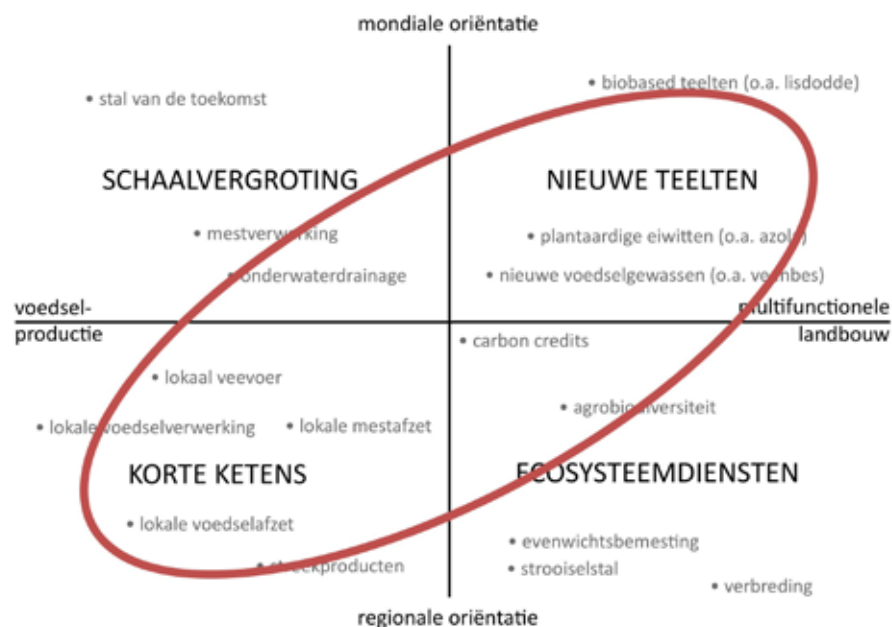 mondiale oriëntatie
• biobased teelten (o.a. lisdodde)
• stal van de toekomst
SCHAALVERGROTING
NIEUWE TEELTEN
• mestverwerking
• plantaardige eiwitten (o.a. azola)
• onderwaterdrainage
• nieuwe voedselgewassen (o.a. veenbes)
voedsel-
productie
multifunctionele
landbouw
• carbon credits
• lokaal veevoer
• agrobiodiversiteit
• lokale voedselverwerking
• lokale mestafzet
KORTE KETENS
ECOSYSTEEMDIENSTEN
• lokale voedselafzet
• evenwichtsbemesting
• streekproducten
• strooiselstal
• verbreding
regionale oriëntatie